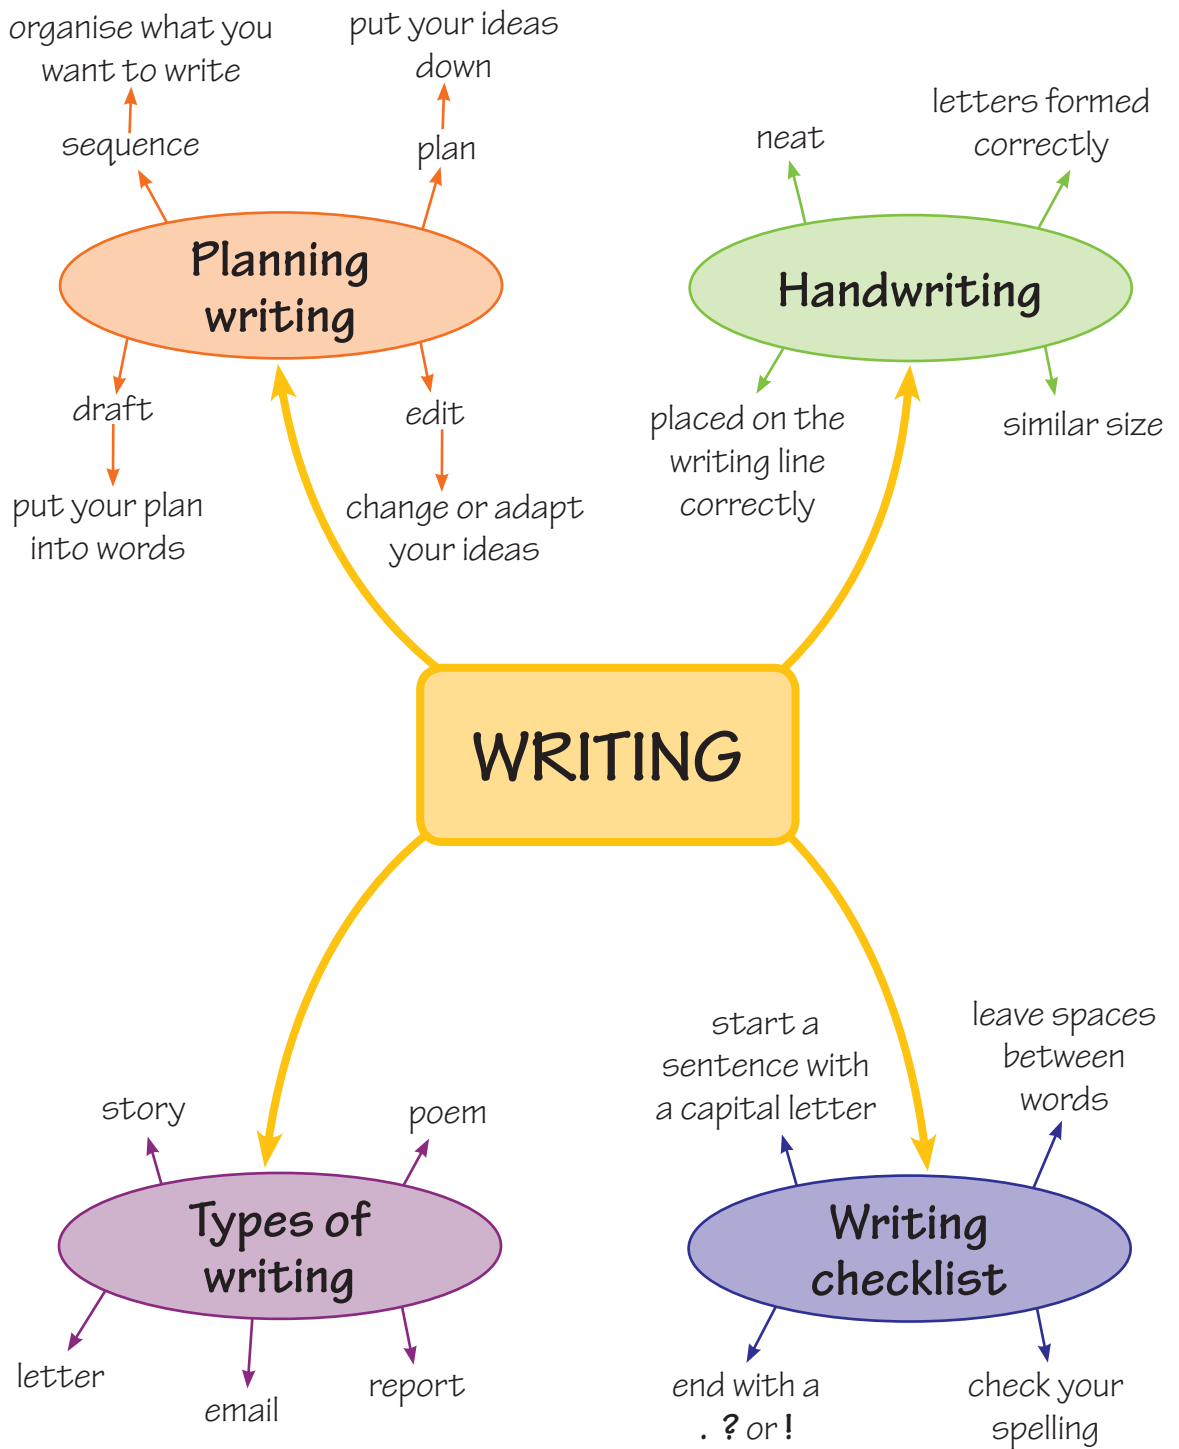 organise what you
want to write
sequence
put your ideas
down
plan
Planning
writing
draft
put your plan
into words
edit
change or adapt
your ideas
neat
letters formed
correctly
Handwriting
placed on the
writing line
correctly
similar size
WRITING
story
poem
Types of
writing
letter
email
report
start a
sentence with
a capital letter
leave spaces
between
words
Writing
checklist
end with a
. ? or !
check your
spelling